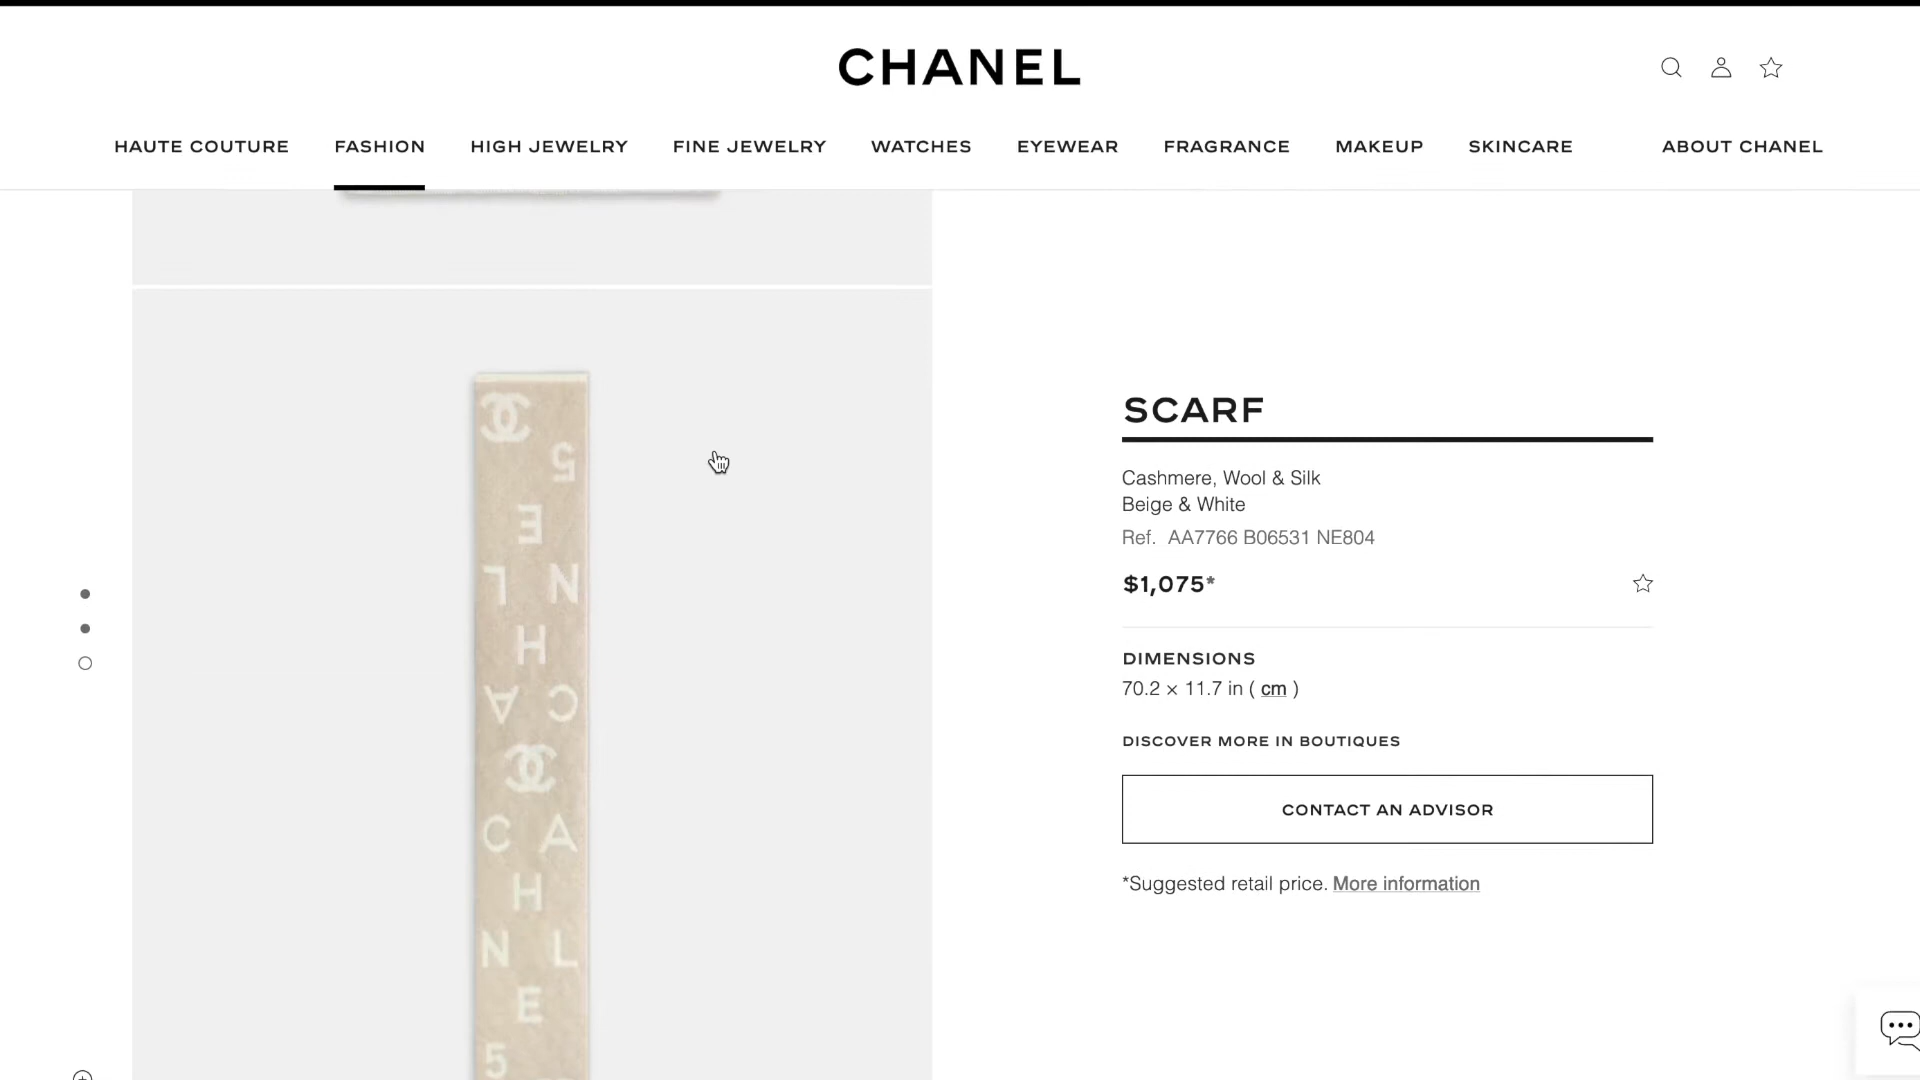 CHANEL
HAUTE COUTURE FASHION HIGH JEWELRY FINE JEWELRY WATCHES EYEWEAR FRAGRANCE MAKEUP SKINCARE ABOUT CHANEL
5
E
L N
H
A C
C A
H
N L
E
5
SCARF
Cashmere, Wool & Silk
Beige & White
Ref. AA7766 B06531 NE804
$1,075*
DIMENSIONS
70.2 × 11.7 in ( cm )
DISCOVER MORE IN BOUTIQUES
CONTACT AN ADVISOR
*Suggested retail price. More information